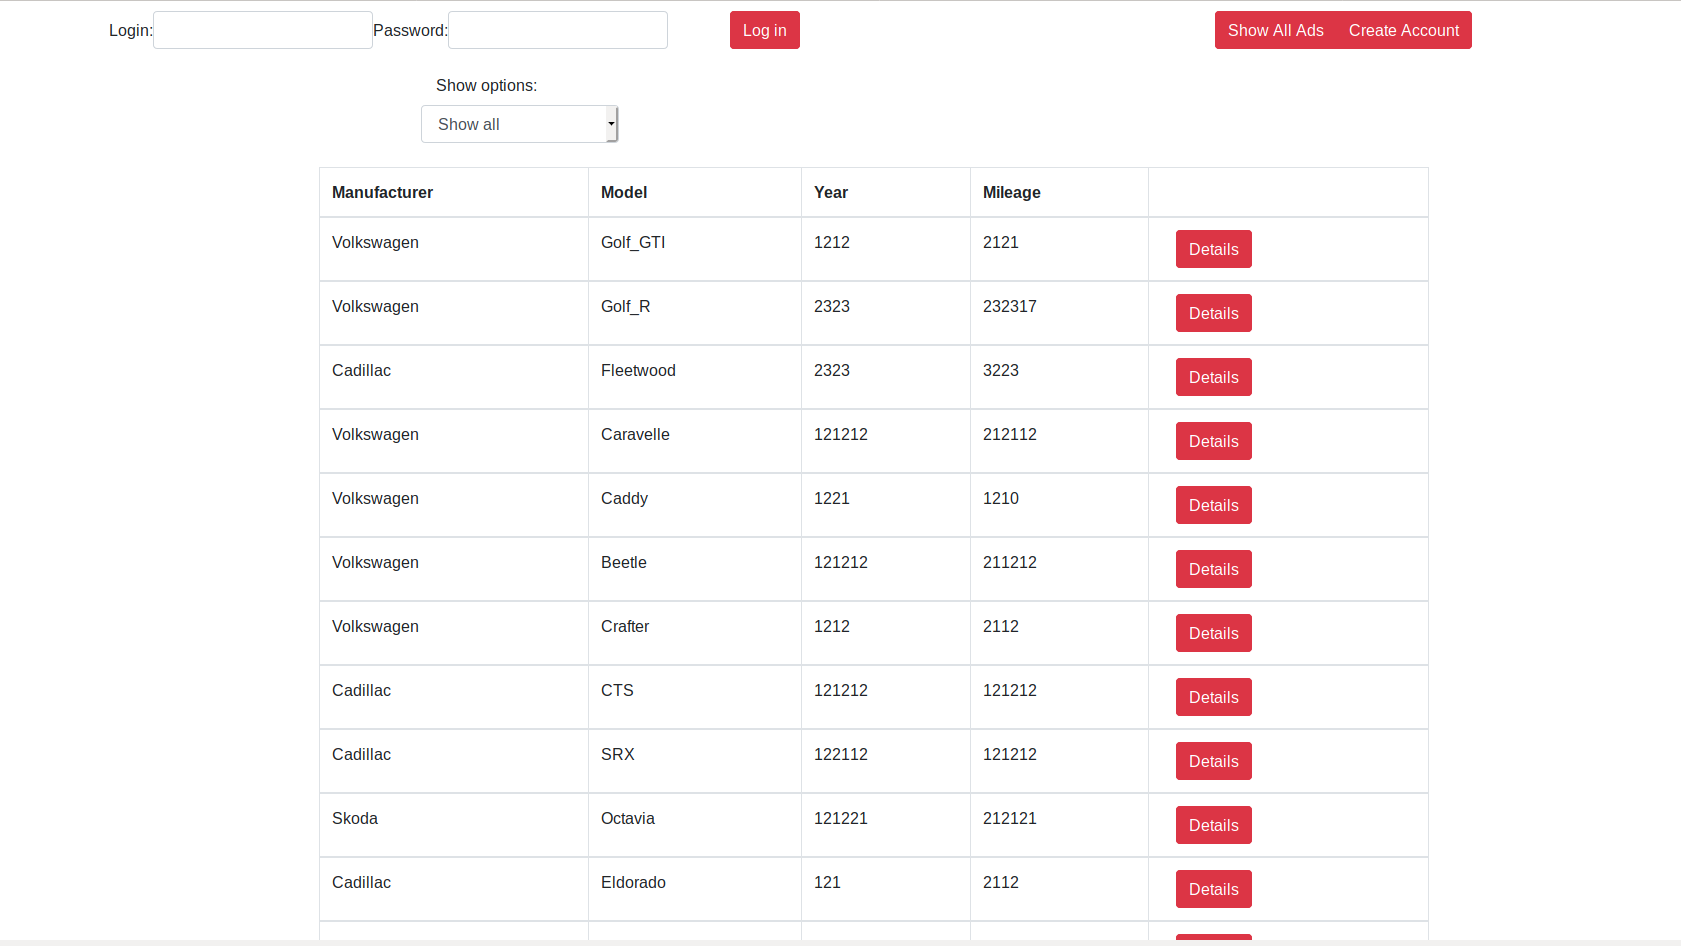 Login: Password: Log in Show All Ads Create Account
Show options:
Show all
Manufacturer Model Year Mileage
Volkswagen Golf_GTI 1212 2121 Details
Volkswagen Golf_R 2323 232317 Details
Cadillac Fleetwood 2323 3223 Details
Volkswagen Caravelle 121212 212112 Details
Volkswagen Caddy 1221 1210 Details
Volkswagen Beetle 121212 211212 Details
Volkswagen Crafter 1212 2112 Details
Cadillac CTS 121212 121212 Details
Cadillac SRX 122112 121212 Details
Skoda Octavia 121221 212121 Details
Cadillac Eldorado 121 2112 Details